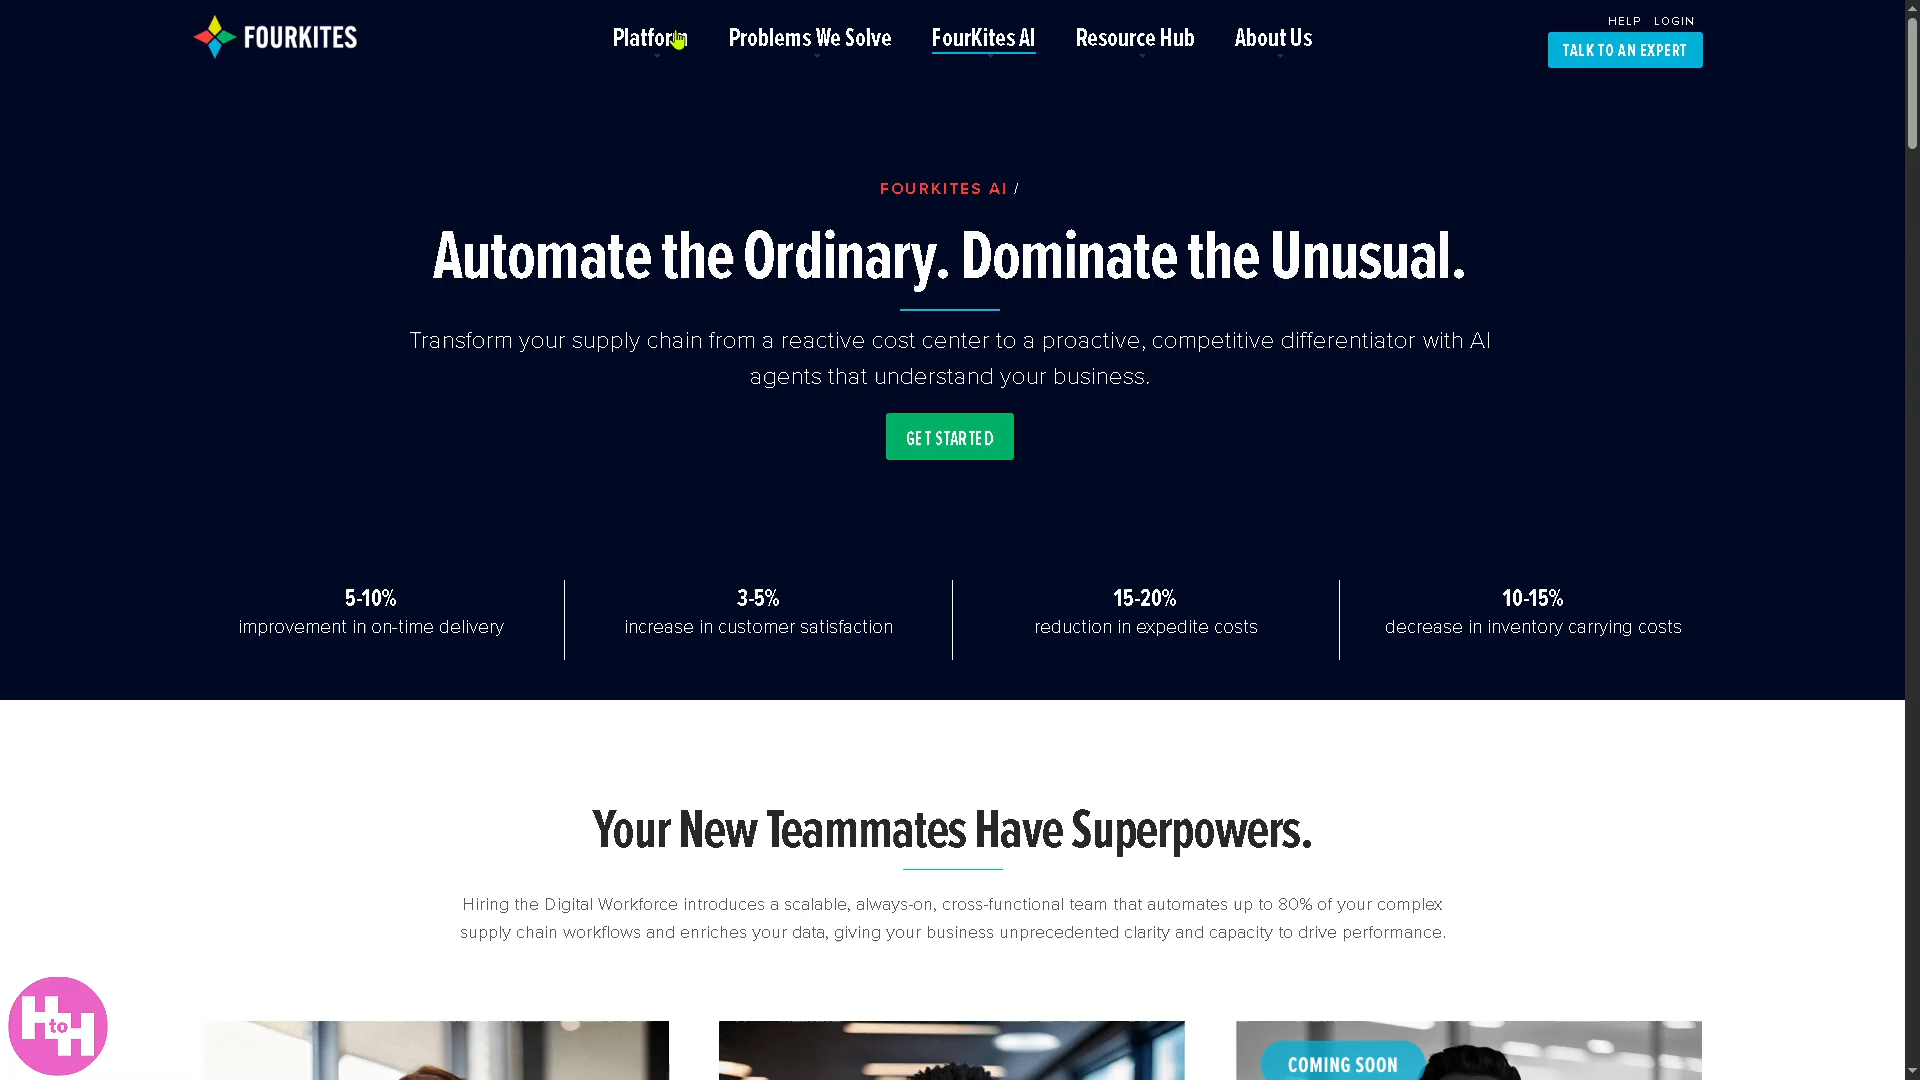 FOURKITES
Platform
Problems We Solve
FourKites AI
Resource Hub
About Us
HELP
LOGIN
TALK TO AN EXPERT
FOURKITES AI /
Automate the Ordinary. Dominate the Unusual.
Transform your supply chain from a reactive cost center to a proactive, competitive differentiator with AI
agents that understand your business.
GET STARTED
5-10%
improvement in on-time delivery
3-5%
increase in customer satisfaction
15-20%
reduction in expedite costs
10-15%
decrease in inventory carrying costs
Your New Teammates Have Superpowers.
Hiring the Digital Workforce introduces a scalable, always-on, cross-functional team that automates up to 80% of your complex
supply chain workflows and enriches your data, giving your business unprecedented clarity and capacity to drive performance.
COMING SOON
H to H